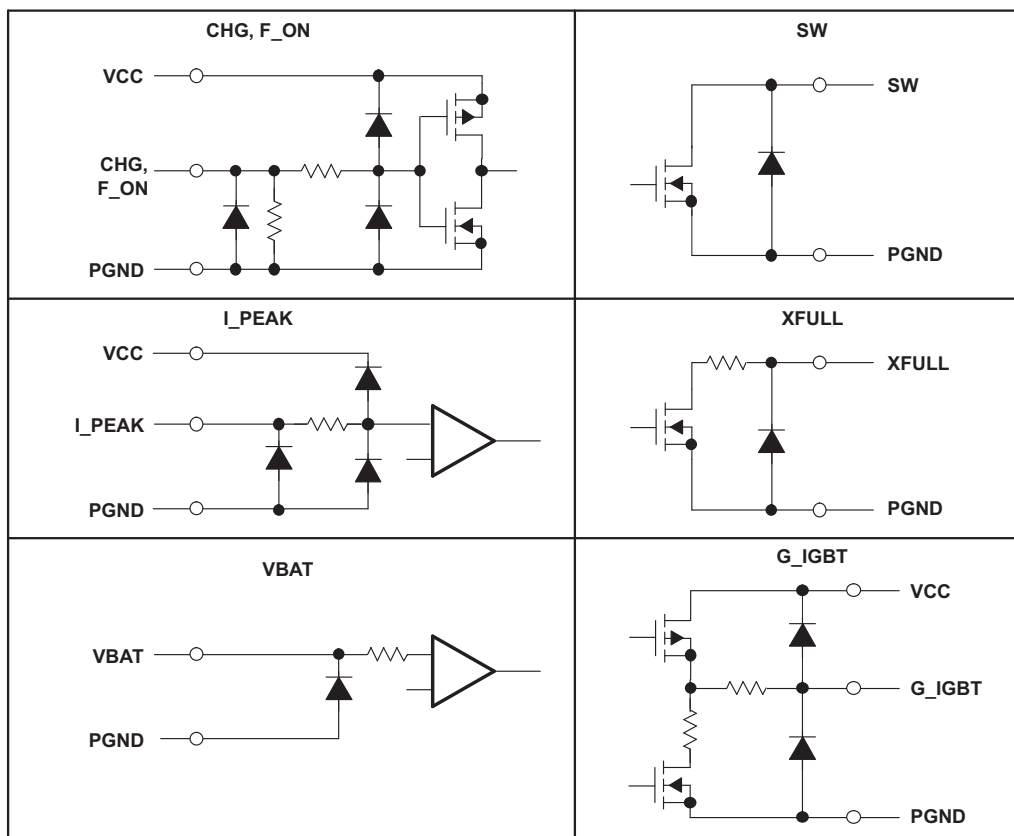 CHG, F_ON
VCC
CHG,
F_ON
PGND
SW
SW
PGND
I_PEAK
VCC
I_PEAK
PGND
XFULL
XFULL
PGND
VBAT
VBAT
PGND
G_IGBT
VCC
G_IGBT
PGND